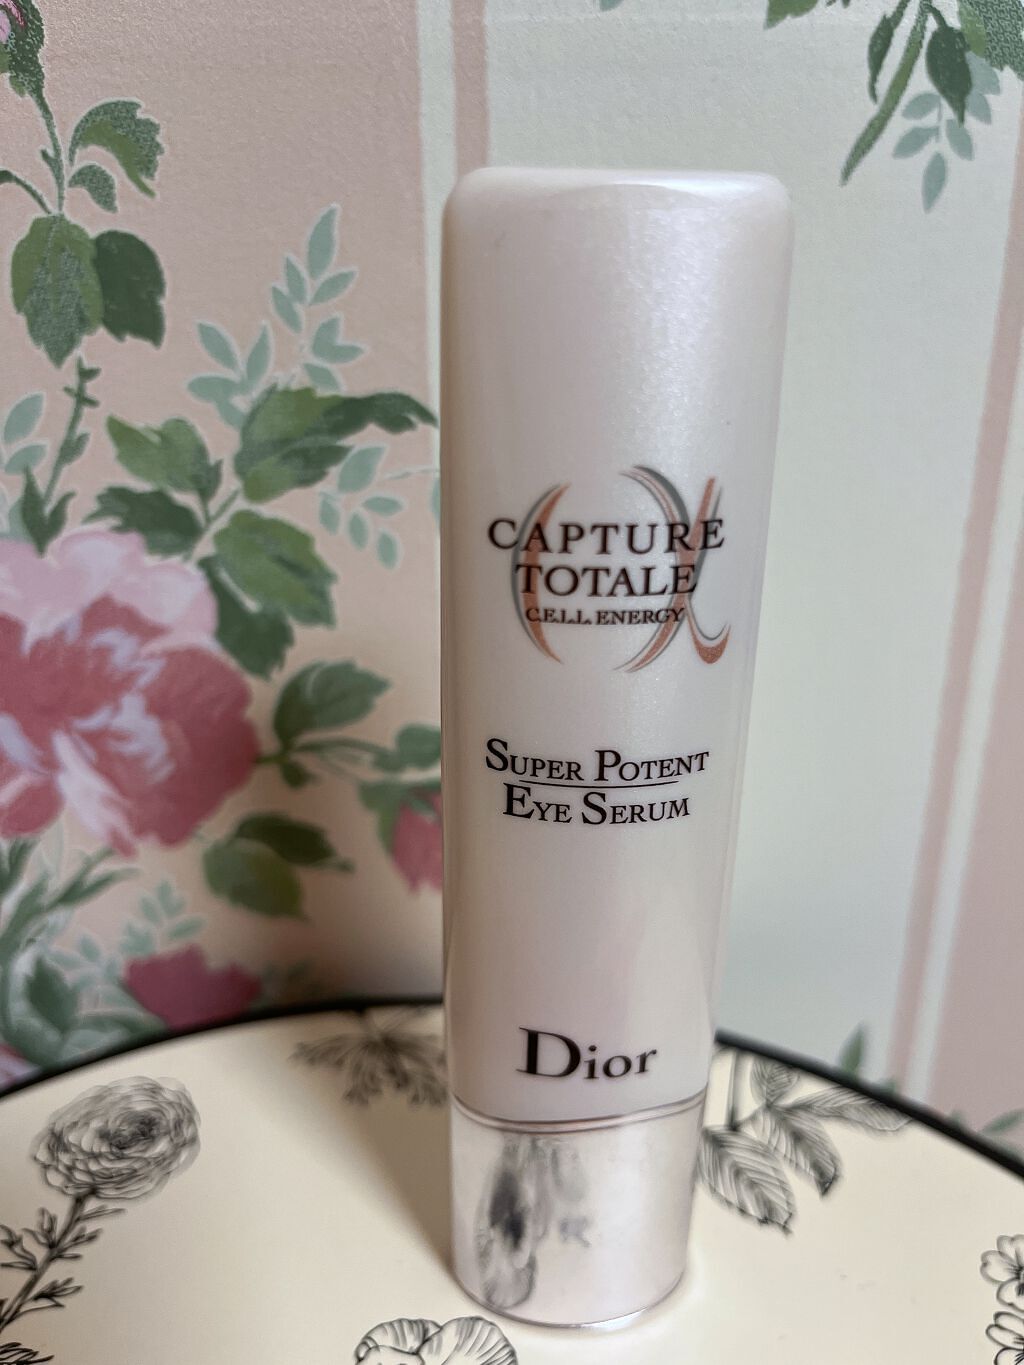 CAPTURE
TOTALE
C.E.L.L. ENERGY
SUPER POTENT
EYE SERUM
Dior